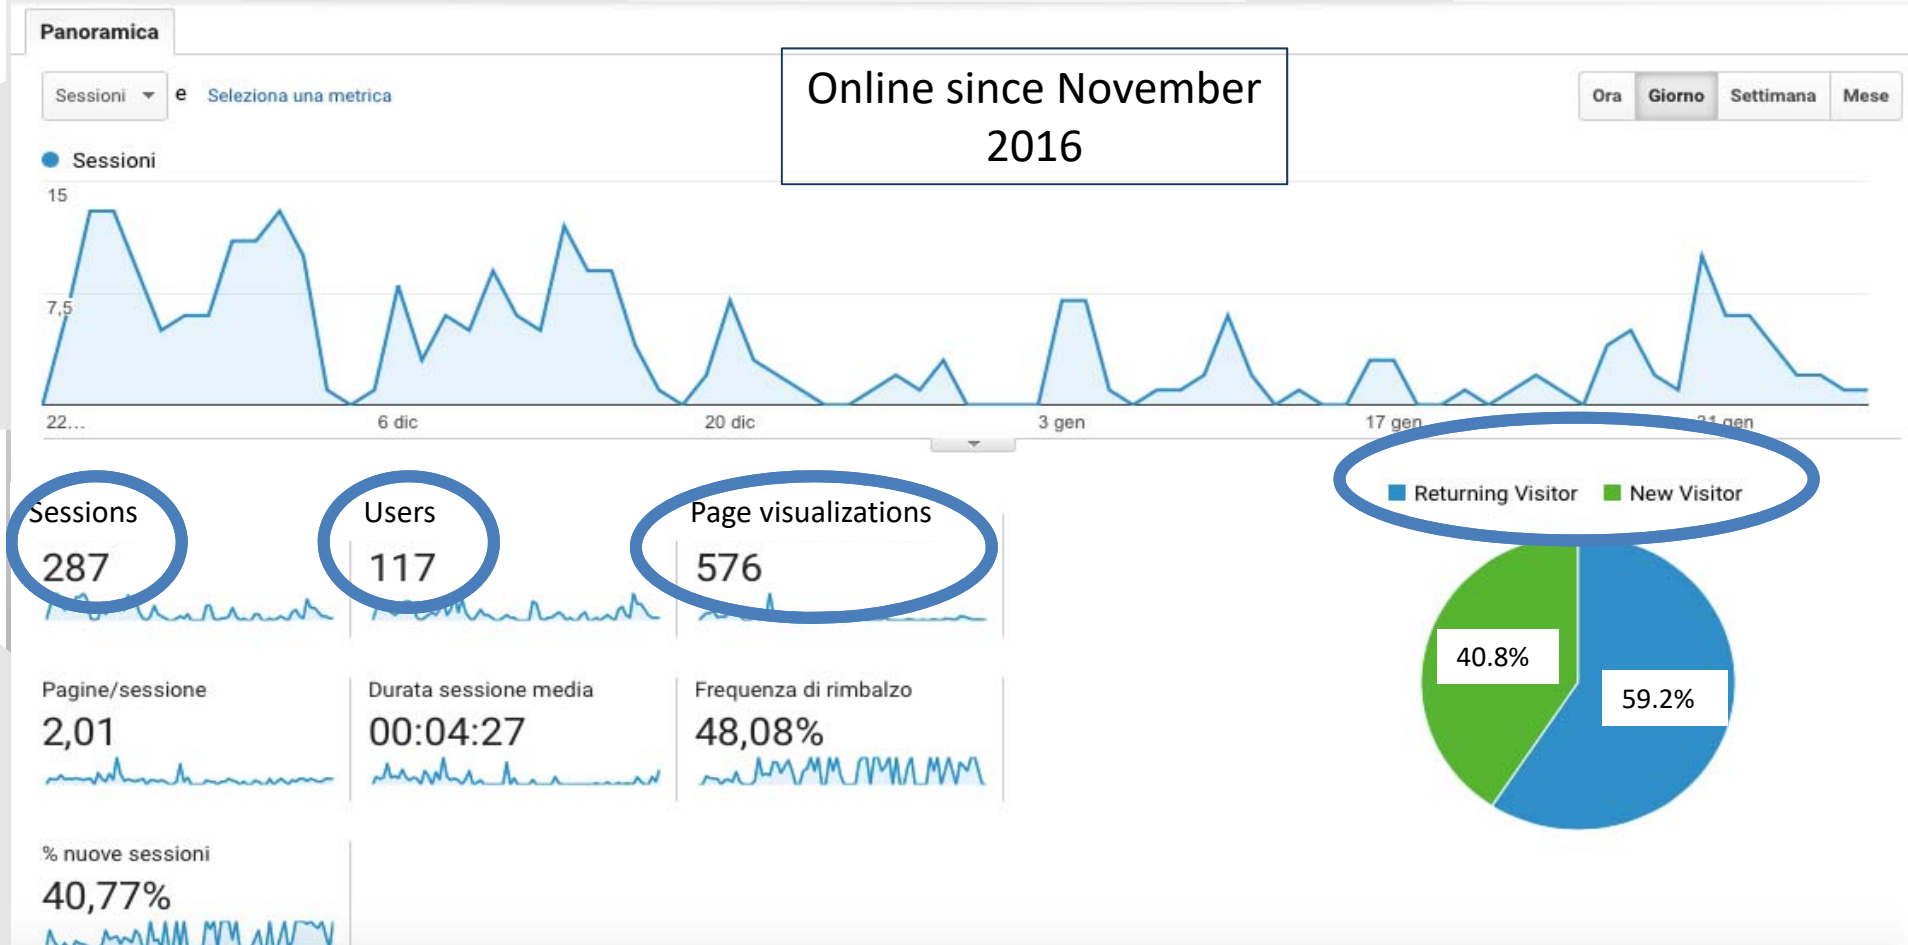 Panoramica
Sessioni e Seleziona una metrica
Online since November
2016
Ora Giorno Settimana Mese
Sessioni
15
7,5
22... 6 dic 20 dic 3 gen 17 gen 31 gen
Returning Visitor New Visitor
Sessions Users Page visualizations
287 117 576
40.8%
59.2%
Pagine/sessione Durata sessione media Frequenza di rimbalzo
2,01 00:04:27 48,08%
% nuove sessioni
40,77%